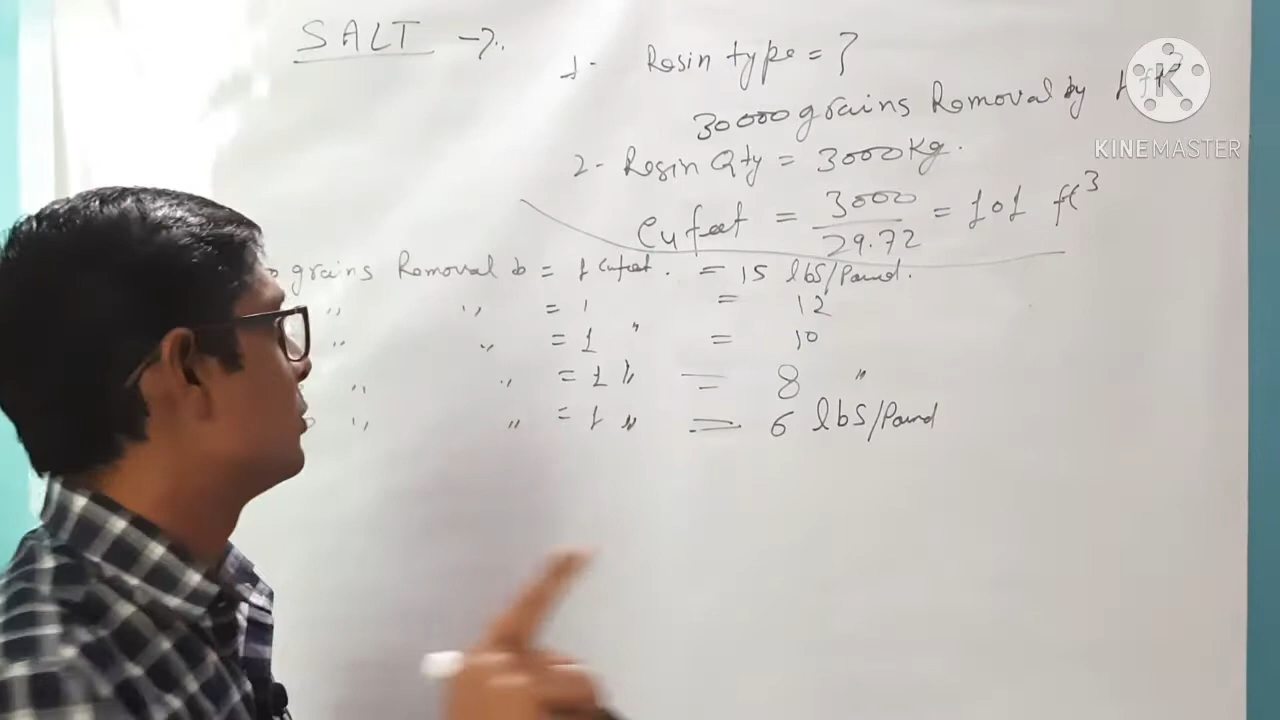 SALT →
1- Resin type = ?
30000 grains Removal by 1 ft3
K
KINEMASTER
2- Resin Qty = 3000 Kg.
Cu feet = 3000 / 29.72 = 101 ft3
grains Removal = 1 Cufeet. = 15 lbs/Pound.
" " = 1 = 12
" " = 1 " = 10
" " = 1 " = 8 "
" " = 1 " = 6 lbs/Pound